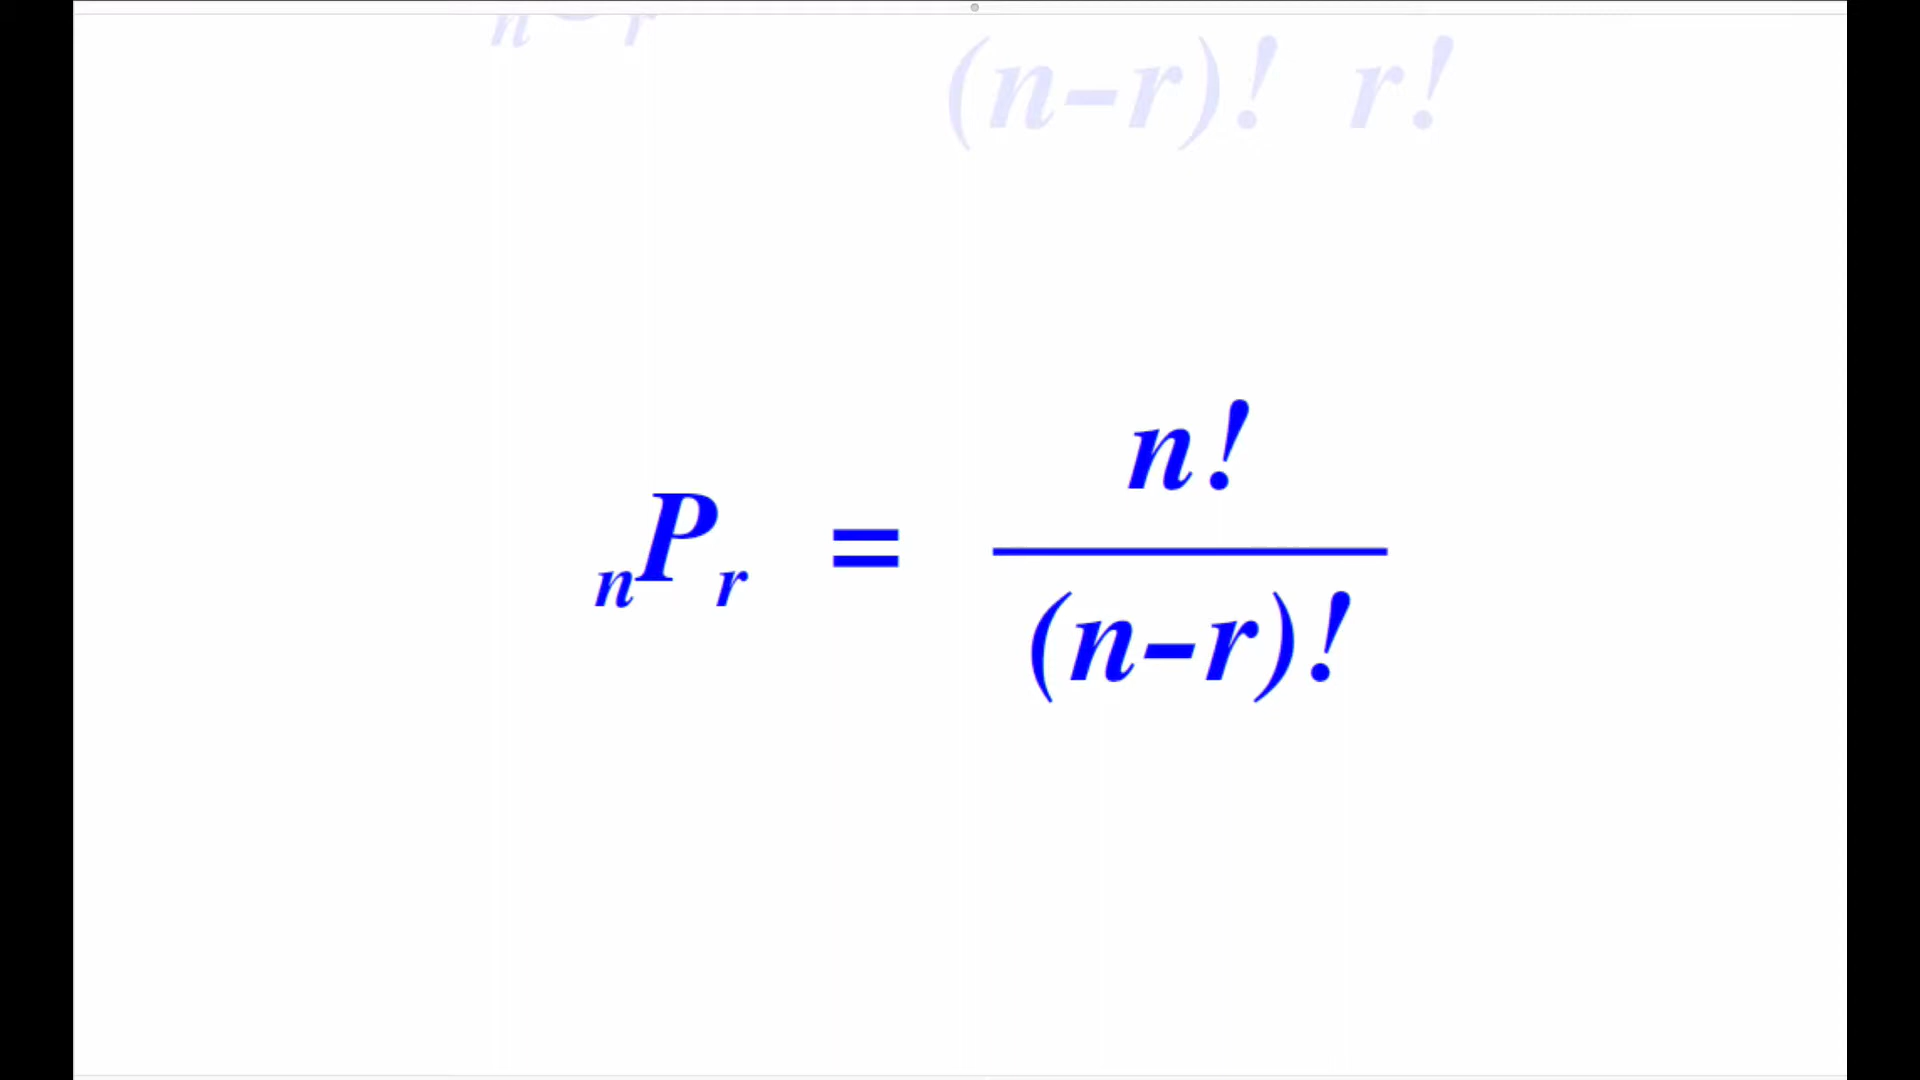 (n-r)! r!
n!
nPr =
(n-r)!